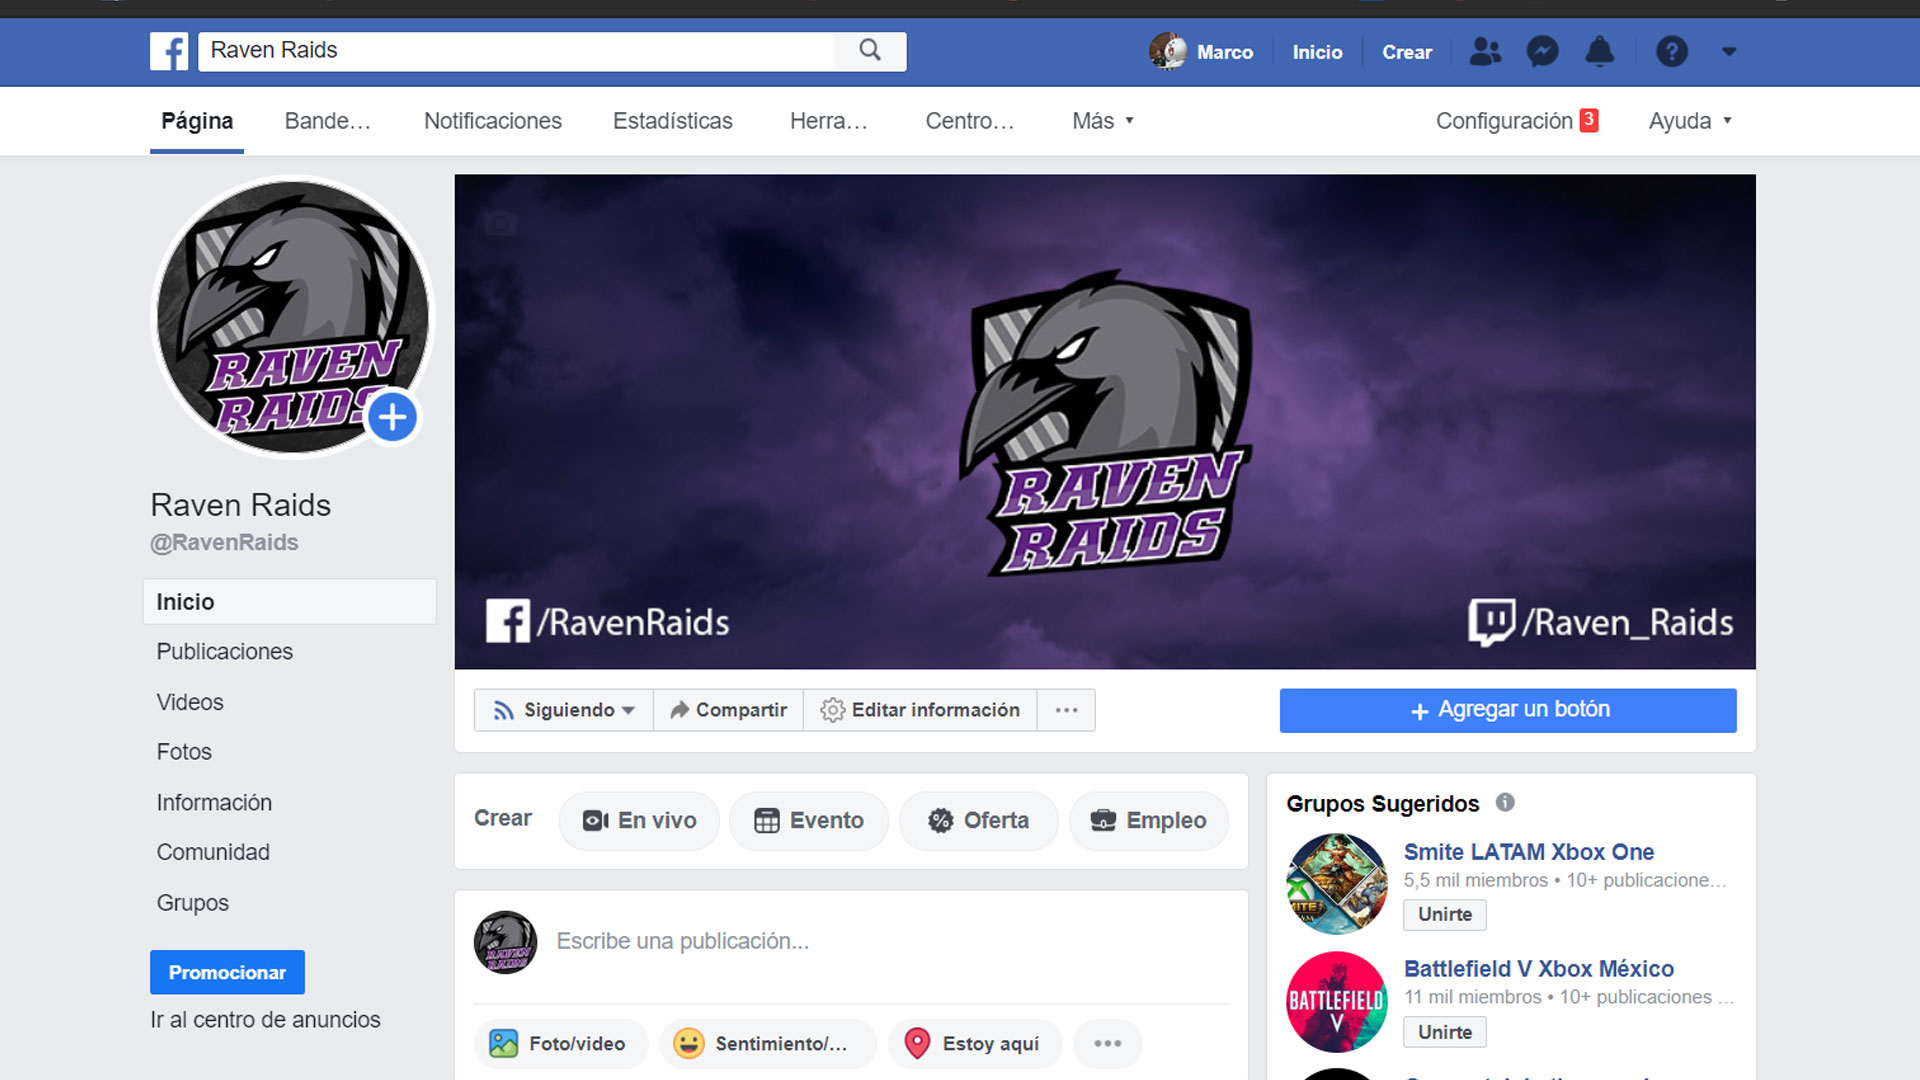 Raven Raids
Marco
Inicio
Crear
Página
Bande...
Notificaciones
Estadísticas
Herra...
Centro...
Más
Configuración 3
Ayuda
RAVEN
RAIDS
Raven Raids
@RavenRaids
Inicio
Publicaciones
Videos
Fotos
Información
Comunidad
Grupos
Promocionar
Ir al centro de anuncios
RAVEN
RAIDS
/RavenRaids
/Raven_Raids
Siguiendo
Compartir
Editar información
+ Agregar un botón
Crear
En vivo
Evento
Oferta
Empleo
RAVEN
RAIDS
Escribe una publicación...
Foto/video
Sentimiento/...
Estoy aquí
Grupos Sugeridos
Smite LATAM Xbox One
5,5 mil miembros • 10+ publicacione...
Unirte
BATTLEFIELD
V
Battlefield V Xbox México
11 mil miembros • 10+ publicaciones ...
Unirte